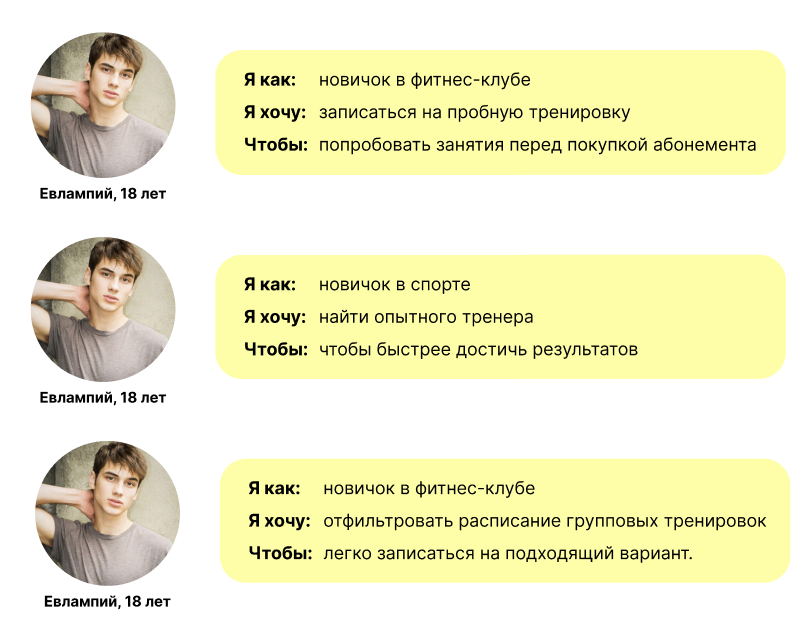 Я как: новичок в фитнес-клубе
Я хочу: записаться на пробную тренировку
Чтобы: попробовать занятия перед покупкой абонемента
Евлампий, 18 лет
Я как: новичок в спорте
Я хочу: найти опытного тренера
Чтобы: чтобы быстрее достичь результатов
Евлампий, 18 лет
Я как: новичок в фитнес-клубе
Я хочу: отфильтровать расписание групповых тренировок
Чтобы: легко записаться на подходящий вариант.
Евлампий, 18 лет